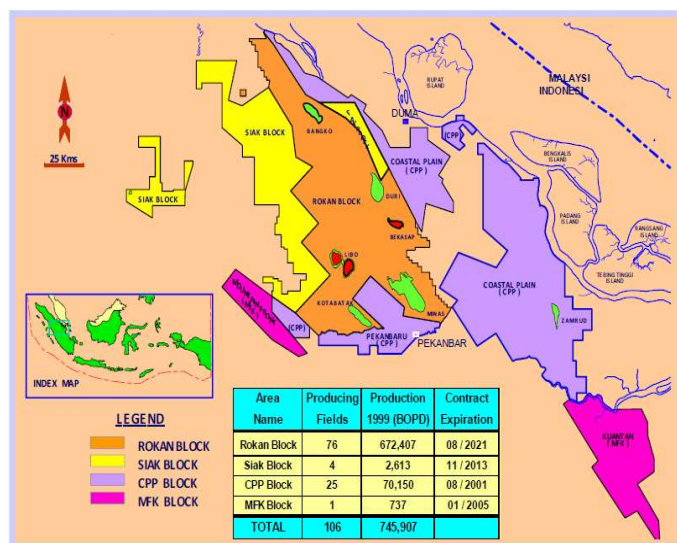 MALAYSI
INDONESI
RUPAT
ISLAND
DUMA
(CPP)
BENGKALIS
ISLAND
N
SIAK BLOCK
BANGKO
COASTAL PLAIN
( CPP )
25 Kms
SIAK BLOCK
ROKAN BLOCK
DURI
PADANG
ISLAND
RANGSANG
ISLAND
BEKASAP
TEBING TINGGI
ISLAND
LIBO
COASTAL PLAIN
( CPP )
KOTABATAK
MINAS
ZAMRUD
(CPP)
PEKANBARU
( CPP )
PEKANBAR
INDEX MAP
KUANTAN
( MFK )
LEGEND
ROKAN BLOCK
SIAK BLOCK
CPP BLOCK
MFK BLOCK
Area Name Producing Fields Production 1999 (BOPD) Contract Expiration
Rokan Block 76 672,407 08 / 2021
Siak Block 4 2,613 11 / 2013
CPP Block 25 70,150 08 / 2001
MFK Block 1 737 01 / 2005
TOTAL 106 745,907